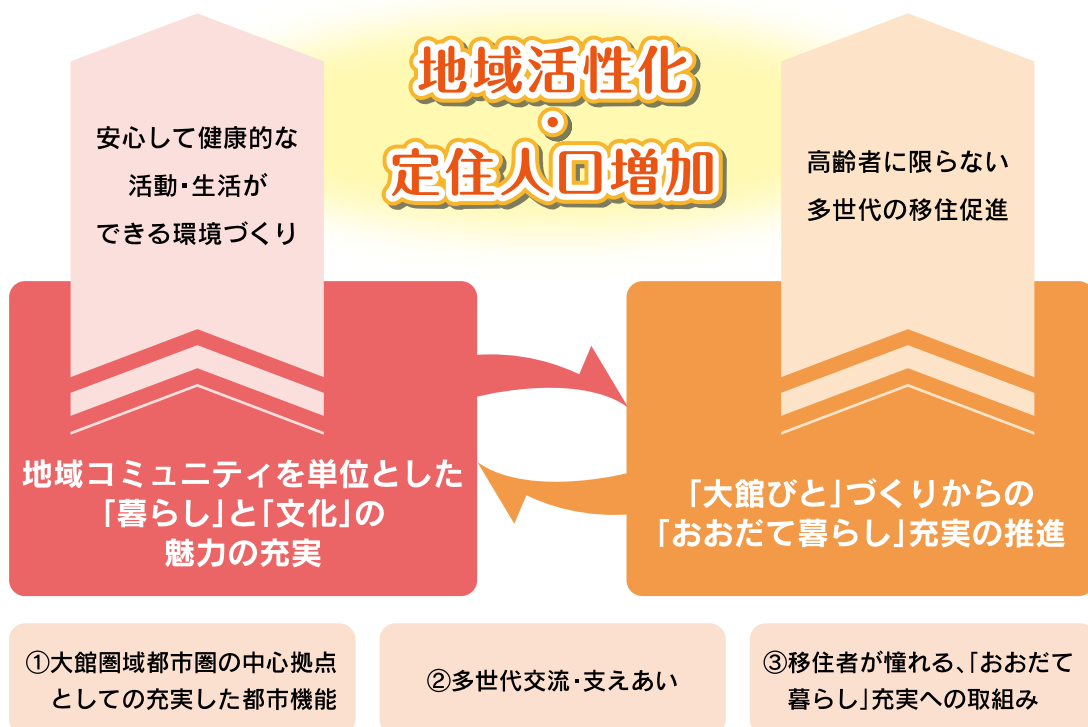 地域活性化
・
定住人口増加
安心して健康的な
活動・生活が
できる環境づくり
高齢者に限らない
多世代の移住促進
地域コミュニティを単位とした
「暮らし」と「文化」の
魅力の充実
「大館びと」づくりからの
「おおだて暮らし」充実の推進
①大館圏域都市圏の中心拠点
としての充実した都市機能
②多世代交流・支えあい
③移住者が憧れる、「おおだて
暮らし」充実への取組み